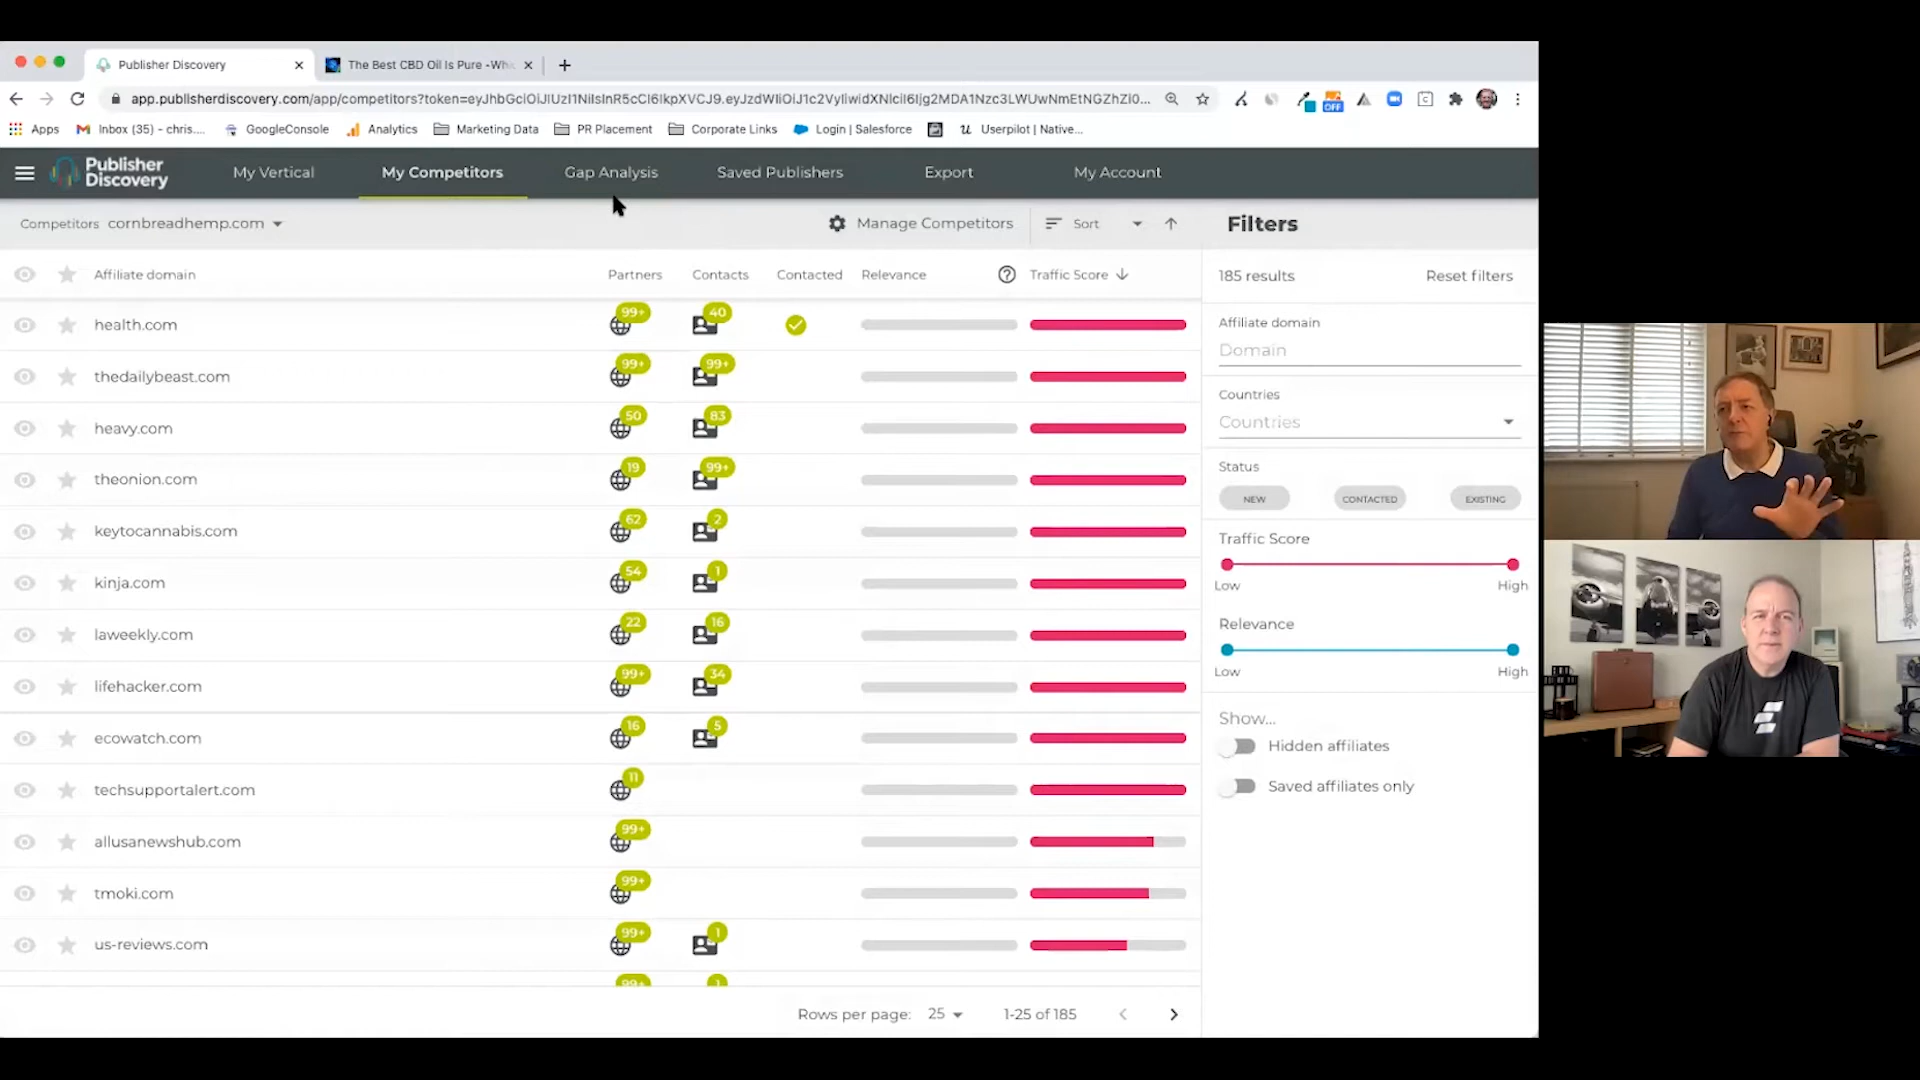 Publisher Discovery
The Best CBD Oil Is Pure -Wh
app.publisherdiscovery.com/app/competitors?token=
Apps
Inbox (35) - chris....
GoogleConsole
Analytics
Marketing Data
PR Placement
Corporate Links
Login | Salesforce
Userpilot | Native...
OFF
Publisher
Discovery
My Vertical
My Competitors
Gap Analysis
Saved Publishers
Export
My Account
Competitors cornbreadhemp.com
Manage Competitors
Sort
Filters
Affiliate domain Partners Contacts Contacted Relevance Traffic Score
health.com 99+ 40
thedailybeast.com 99+ 99+
heavy.com 50 83
theonion.com 19 99+
keytocannabis.com 62 2
kinja.com 54 1
laweekly.com 22 16
lifehacker.com 99+ 34
ecowatch.com 16 5
techsupportalert.com 11
allusanewshub.com 99+
tmoki.com 99+
us-reviews.com 99+ 1
Rows per page: 25 1-25 of 185
185 results Reset filters
Affiliate domain
Domain
Countries
Countries
Status
NEW CONTACTED EXISTING
Traffic Score
Low High
Relevance
Low High
Show...
Hidden affiliates
Saved affiliates only